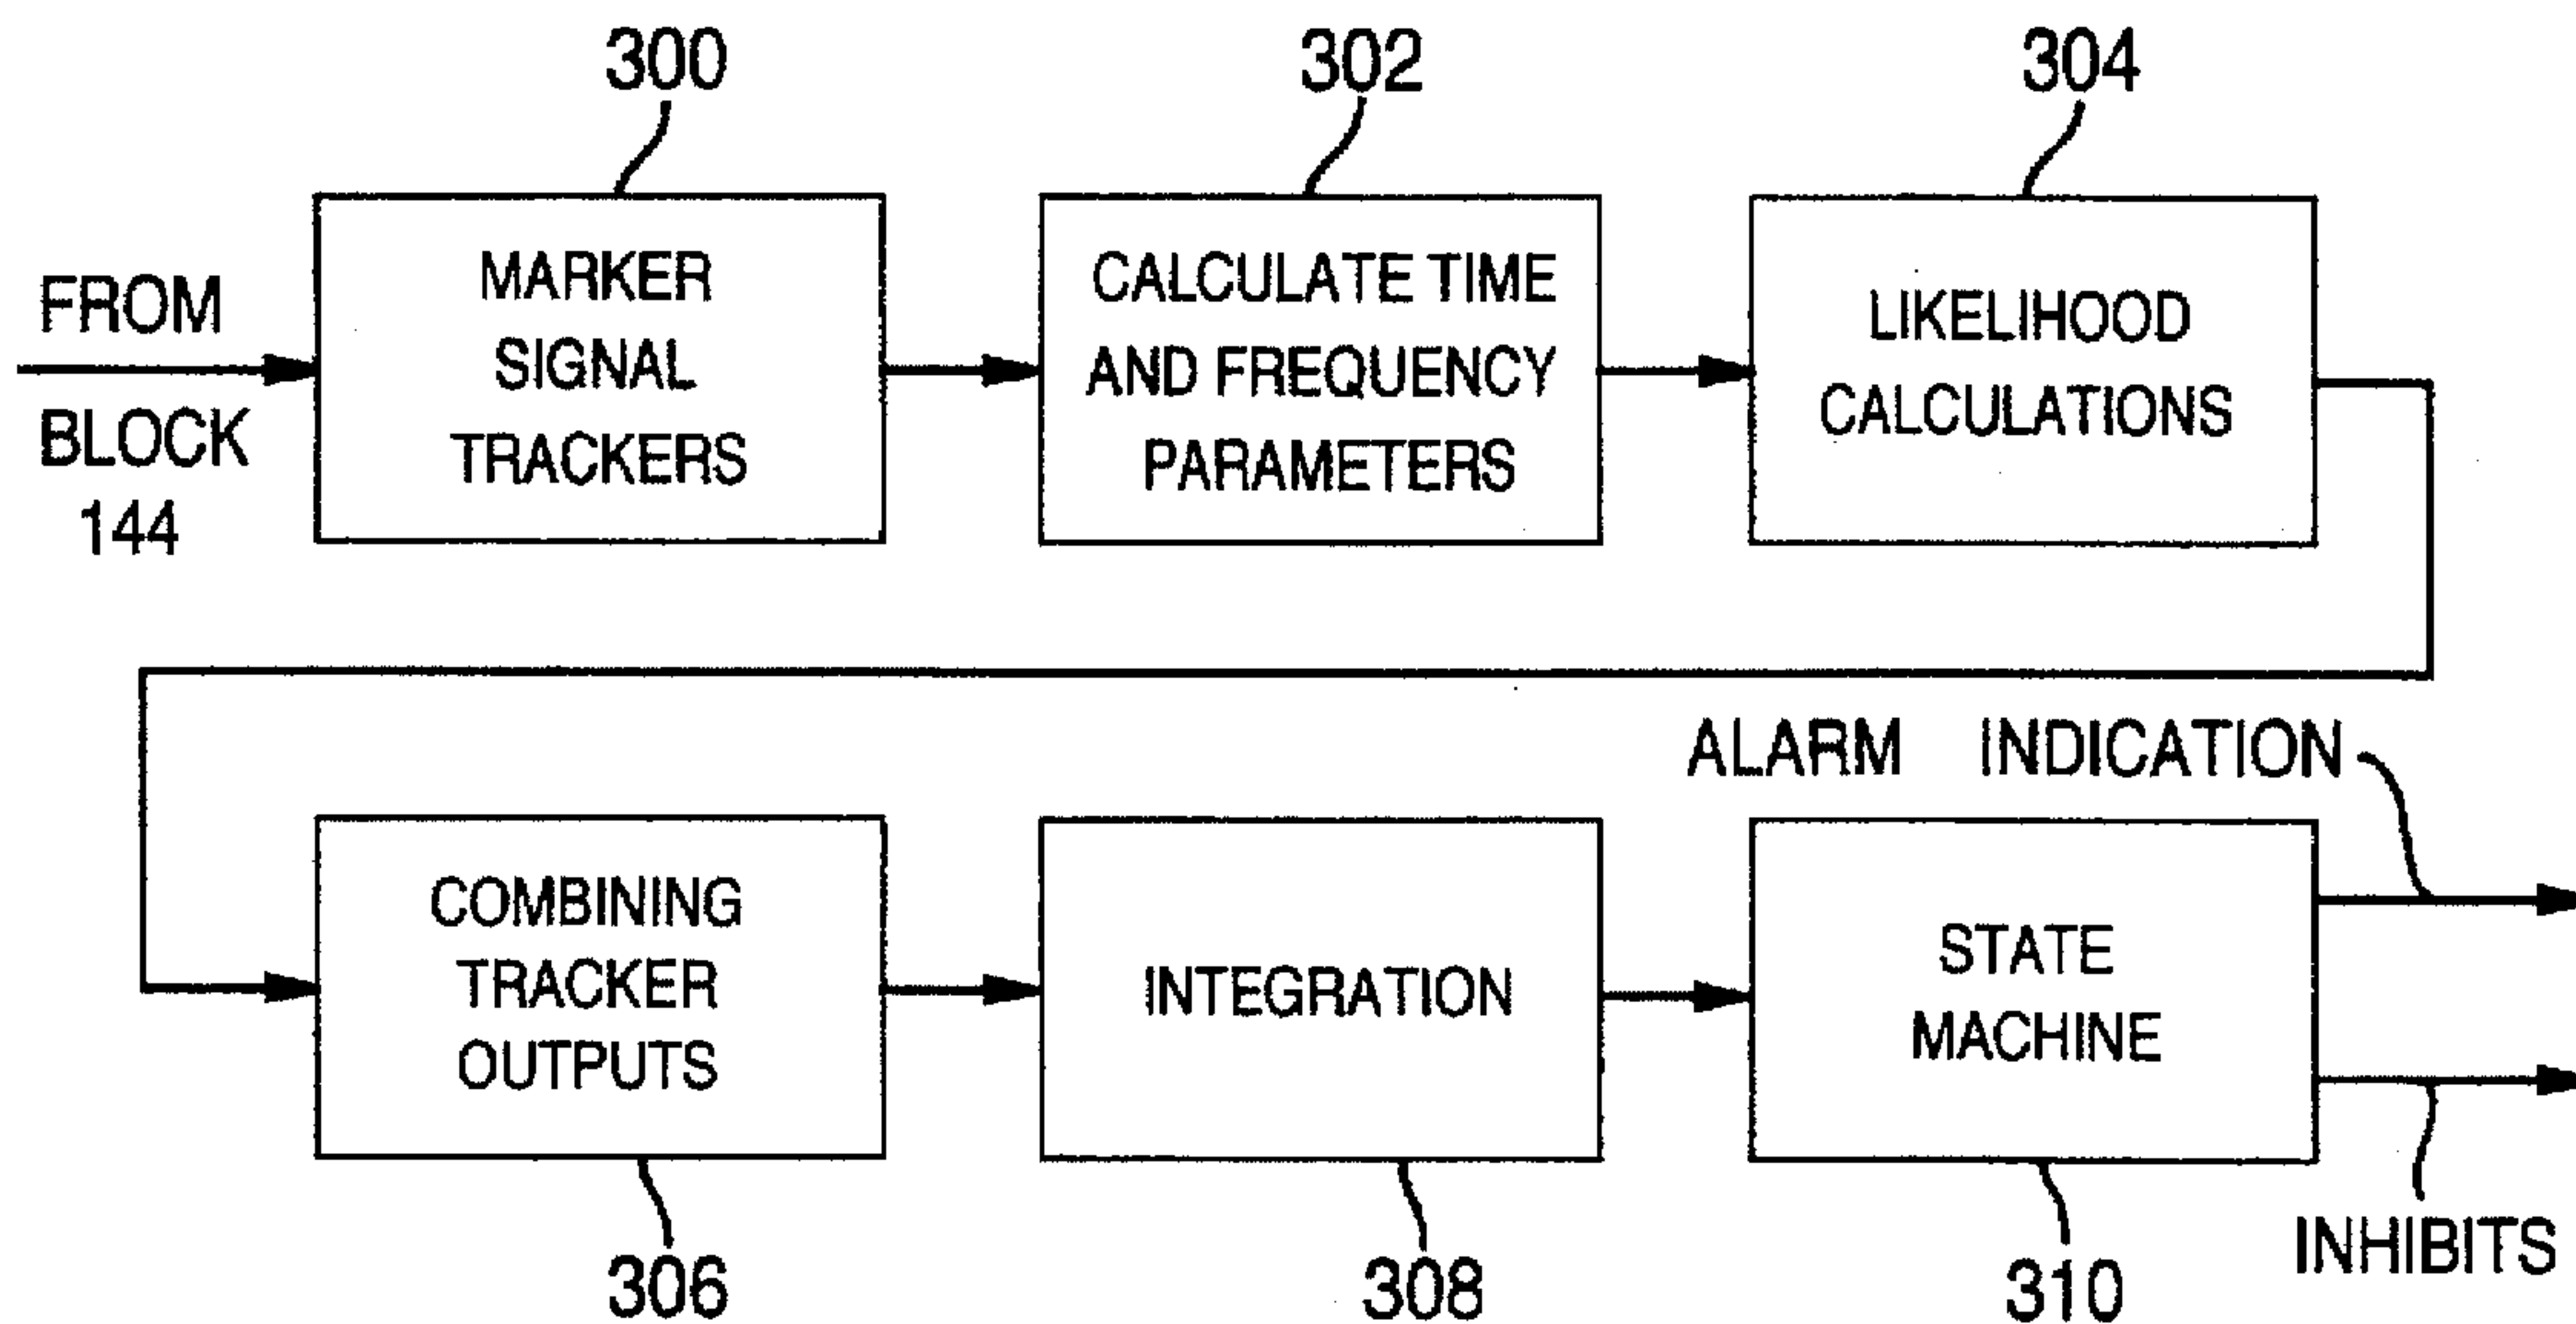 300
302
304
FROM
BLOCK
144
MARKER
SIGNAL
TRACKERS
CALCULATE TIME
AND FREQUENCY
PARAMETERS
LIKELIHOOD
CALCULATIONS
ALARM INDICATION
COMBINING
TRACKER
OUTPUTS
INTEGRATION
STATE
MACHINE
INHIBITS
306
308
310